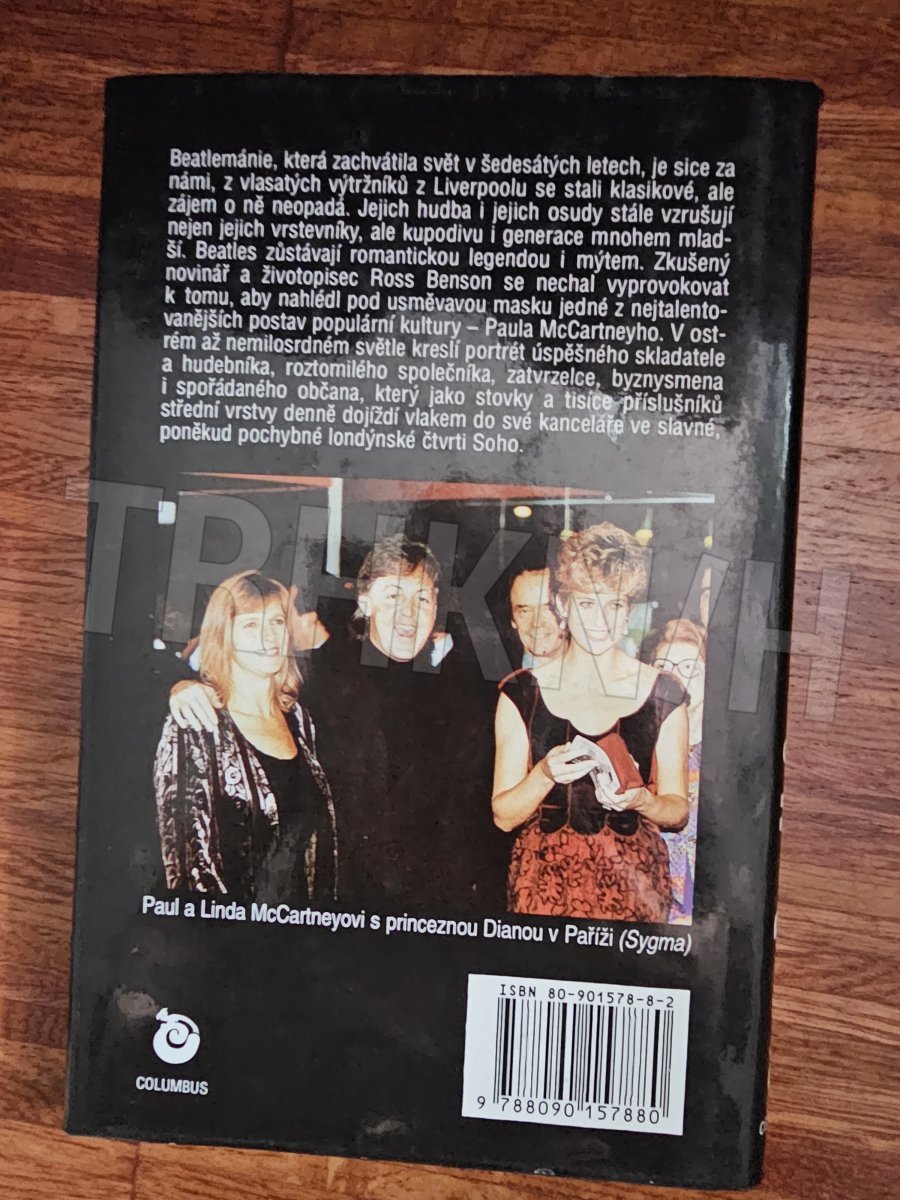 Beatlemánie, která zachvátila svět v šedesátých letech, je sice za
námi, z vlasatých výtržníků z Liverpoolu se stali klasikové, ale
zájem o ně neopadá. Jejich hudba i jejich osudy stále vzrušují
nejen jejich vrstevníky, ale kupodivu i generace mnohem mlad-
ší. Beatles zůstávají romantickou legendou i mýtem. Zkušený
novinář a životopisec Ross Benson se nechal vyprovokovat
k tomu, aby nahlédl pod usměvavou masku jedné z nejtalento-
vanějších postav populární kultury – Paula McCartneyho. V ost-
rém až nemilosrdném světle kreslí portrét úspěšného skladatele
a hudebníka, roztomilého společníka, zatvrzelce, byznysmena
i spořádaného občana, který jako stovky a tisíce příslušníků
střední vrstvy denně dojíždí vlakem do své kanceláře ve slavné,
poněkud pochybné londýnské čtvrti Soho.
Paul a Linda McCartneyovi s princeznou Dianou v Paříži (Sygma)
COLUMBUS
ISBN 80-901578-8-2
9 788090 157880